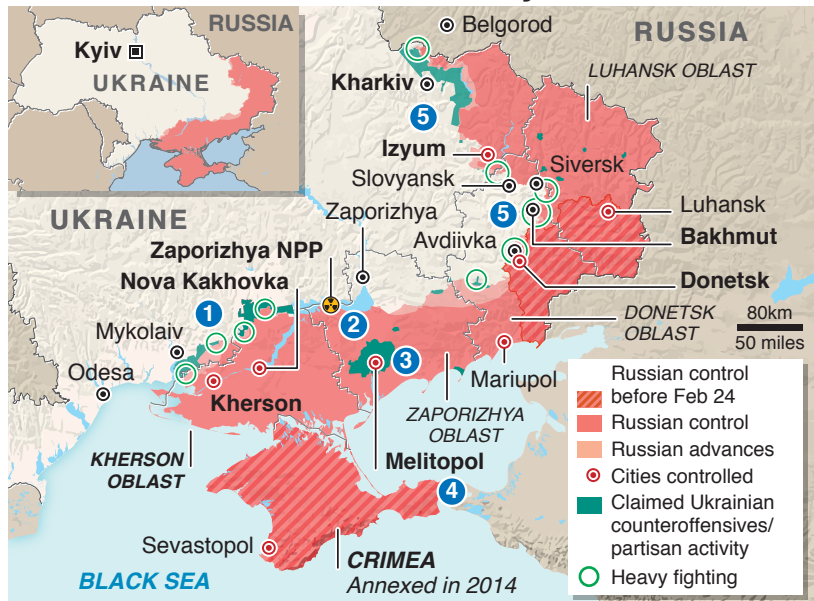 RUSSIA
Kyiv
UKRAINE
Belgorod
RUSSIA
LUHANSK OBLAST
Kharkiv
5
Izyum
Siversk
Slovyansk
UKRAINE
Zaporizhya
5
Luhansk
Bakhmut
Avdiivka
Zaporizhya NPP
Nova Kakhovka
Donetsk
1
2
DONETSK
OBLAST
80km
50 miles
Mykolaiv
3
Odesa
Mariupol
Kherson
ZAPORIZHYA
OBLAST
KHERSON
OBLAST
Melitopol
4
Sevastopol
CRIMEA
Annexed in 2014
BLACK SEA
Russian control
before Feb 24
Russian control
Russian advances
Cities controlled
Claimed Ukrainian
counteroffensives/
partisan activity
Heavy fighting